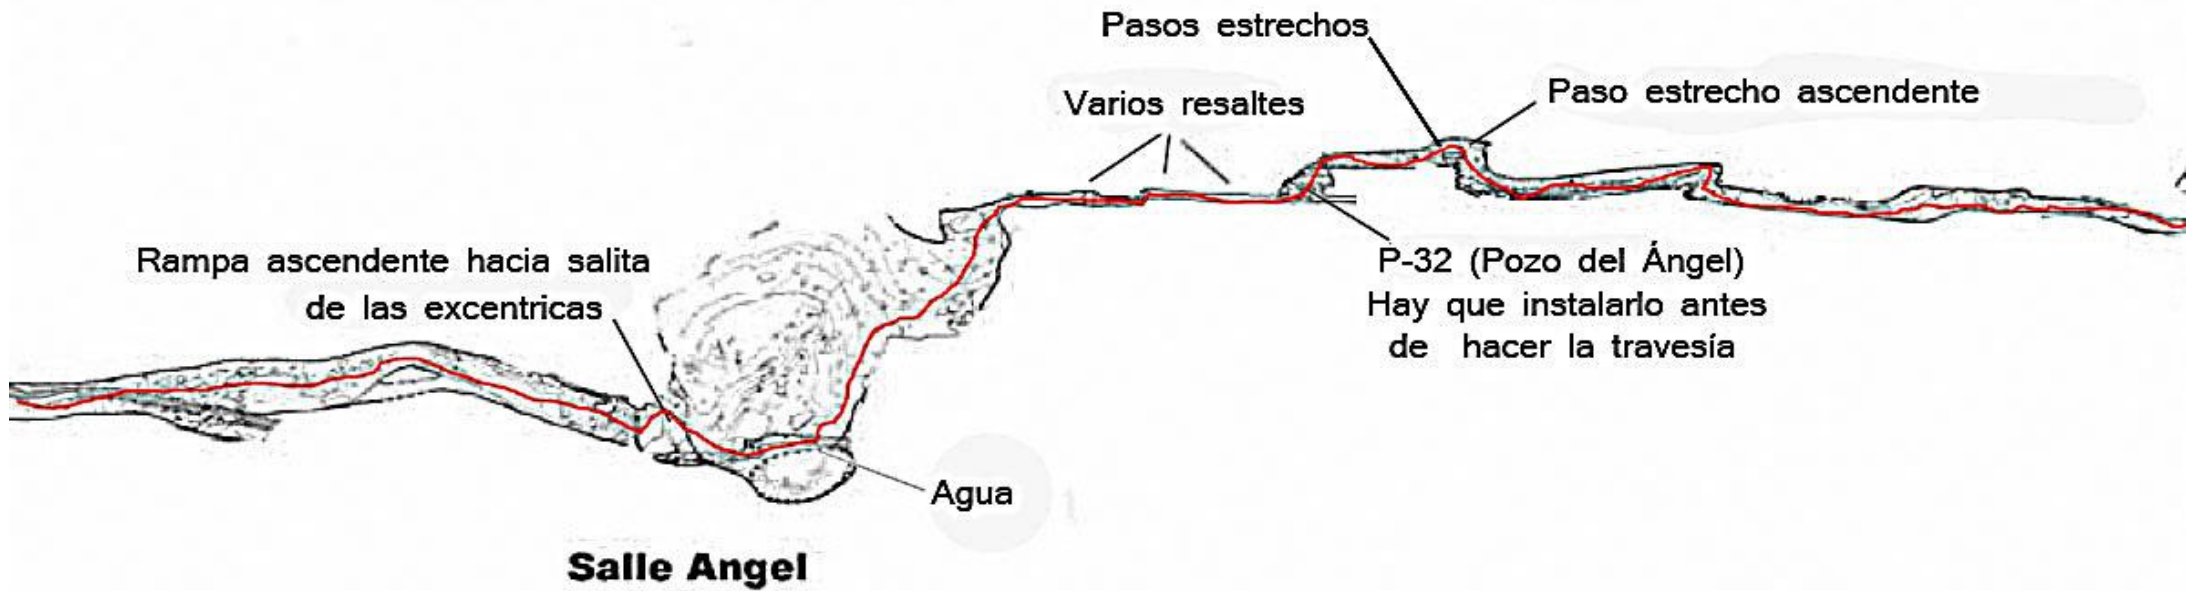 Pasos estrechos
Paso estrecho ascendente
Varios resaltes
Rampa ascendente hacia salita
de las excentricas
P-32 (Pozo del Ángel)
Hay que instalarlo antes
de hacer la travesía
Agua
Salle Angel